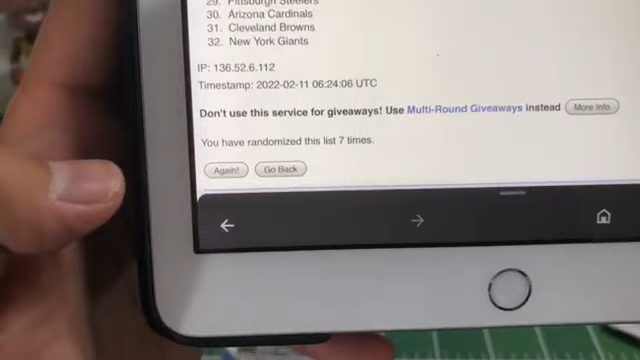 29. Pittsburgh Steelers
30. Arizona Cardinals
31. Cleveland Browns
32. New York Giants
IP: 136.52.6.112
Timestamp: 2022-02-11 06:24:06 UTC
Don't use this service for giveaways! Use Multi-Round Giveaways instead More Info
You have randomized this list 7 times.
Again! Go Back